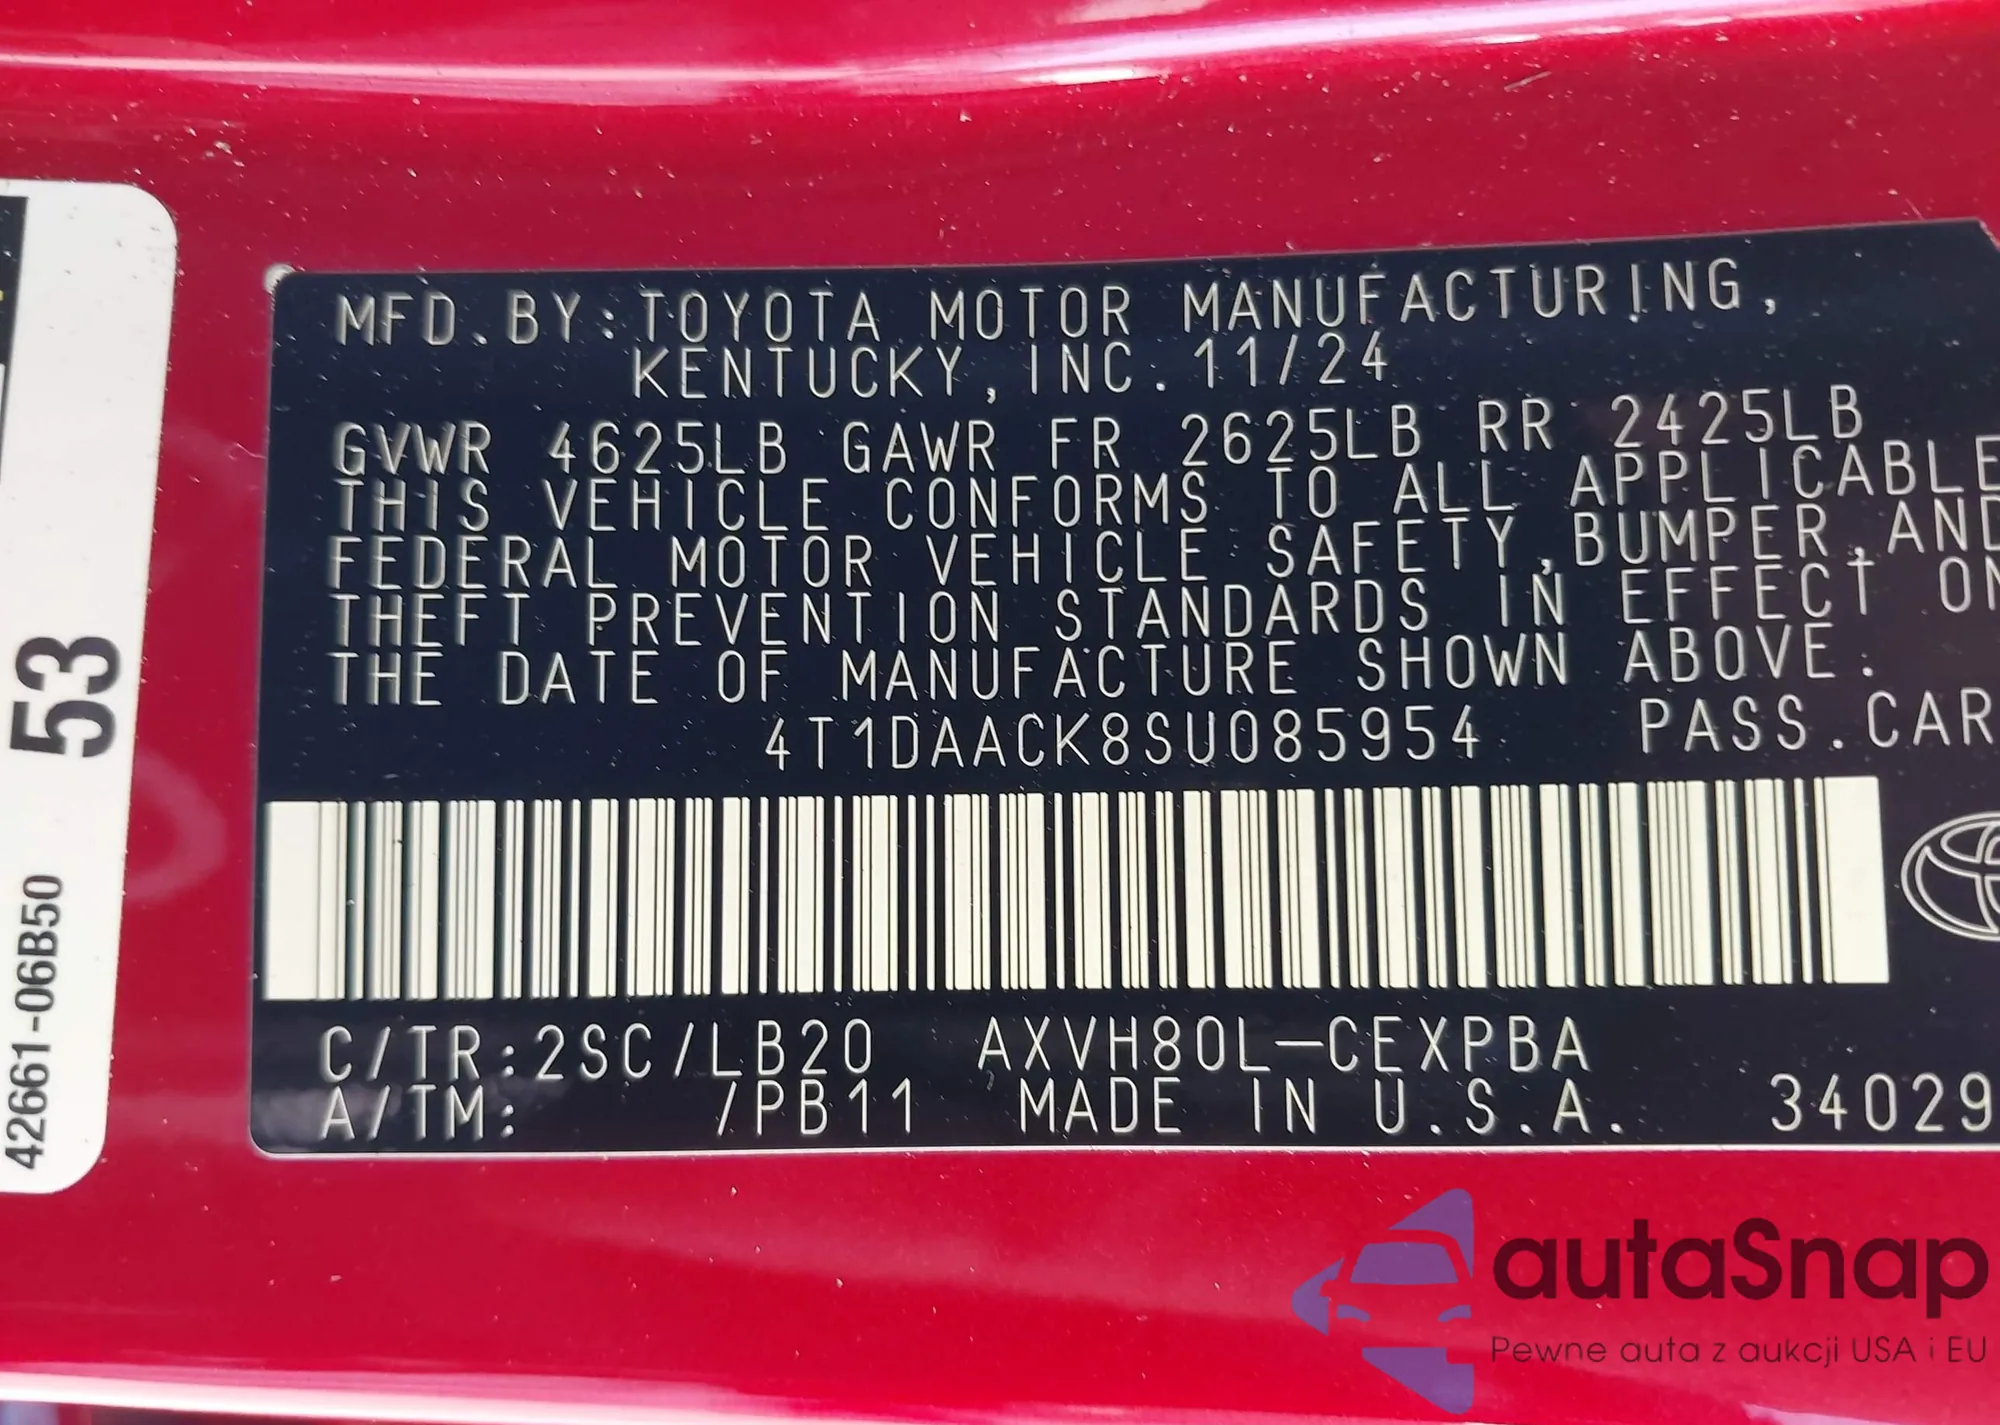 MFD.BY:TOYOTA MOTOR MANUFACTURING,
KENTUCKY,INC.11/24
GVWR 4625LB GAWR FR 2625LB RR 2425LB
THIS VEHICLE CONFORMS TO ALL APPLICABLE
FEDERAL MOTOR VEHICLE SAFETY,BUMPER,AND
THEFT PREVENTION STANDARDS IN EFFECT ON
THE DATE OF MANUFACTURE SHOWN ABOVE.
4T1DAACK8SU085954 PASS.CAR
C/TR:2SC/LB20 AXVH80L-CEXPBA
A/TM: /PB11 MADE IN U.S.A. 34029
53
42661-06B50
autaSnap
Pewne auta z aukcji USA i EU